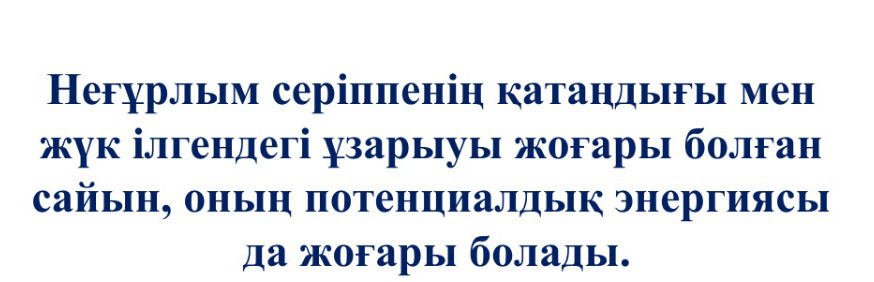 Неғұрлым серіппенің қатаңдығы мен
жүк ілгендегі ұзарыуы жоғары болған
сайын, оның потенциалдық энергиясы
да жоғары болады.